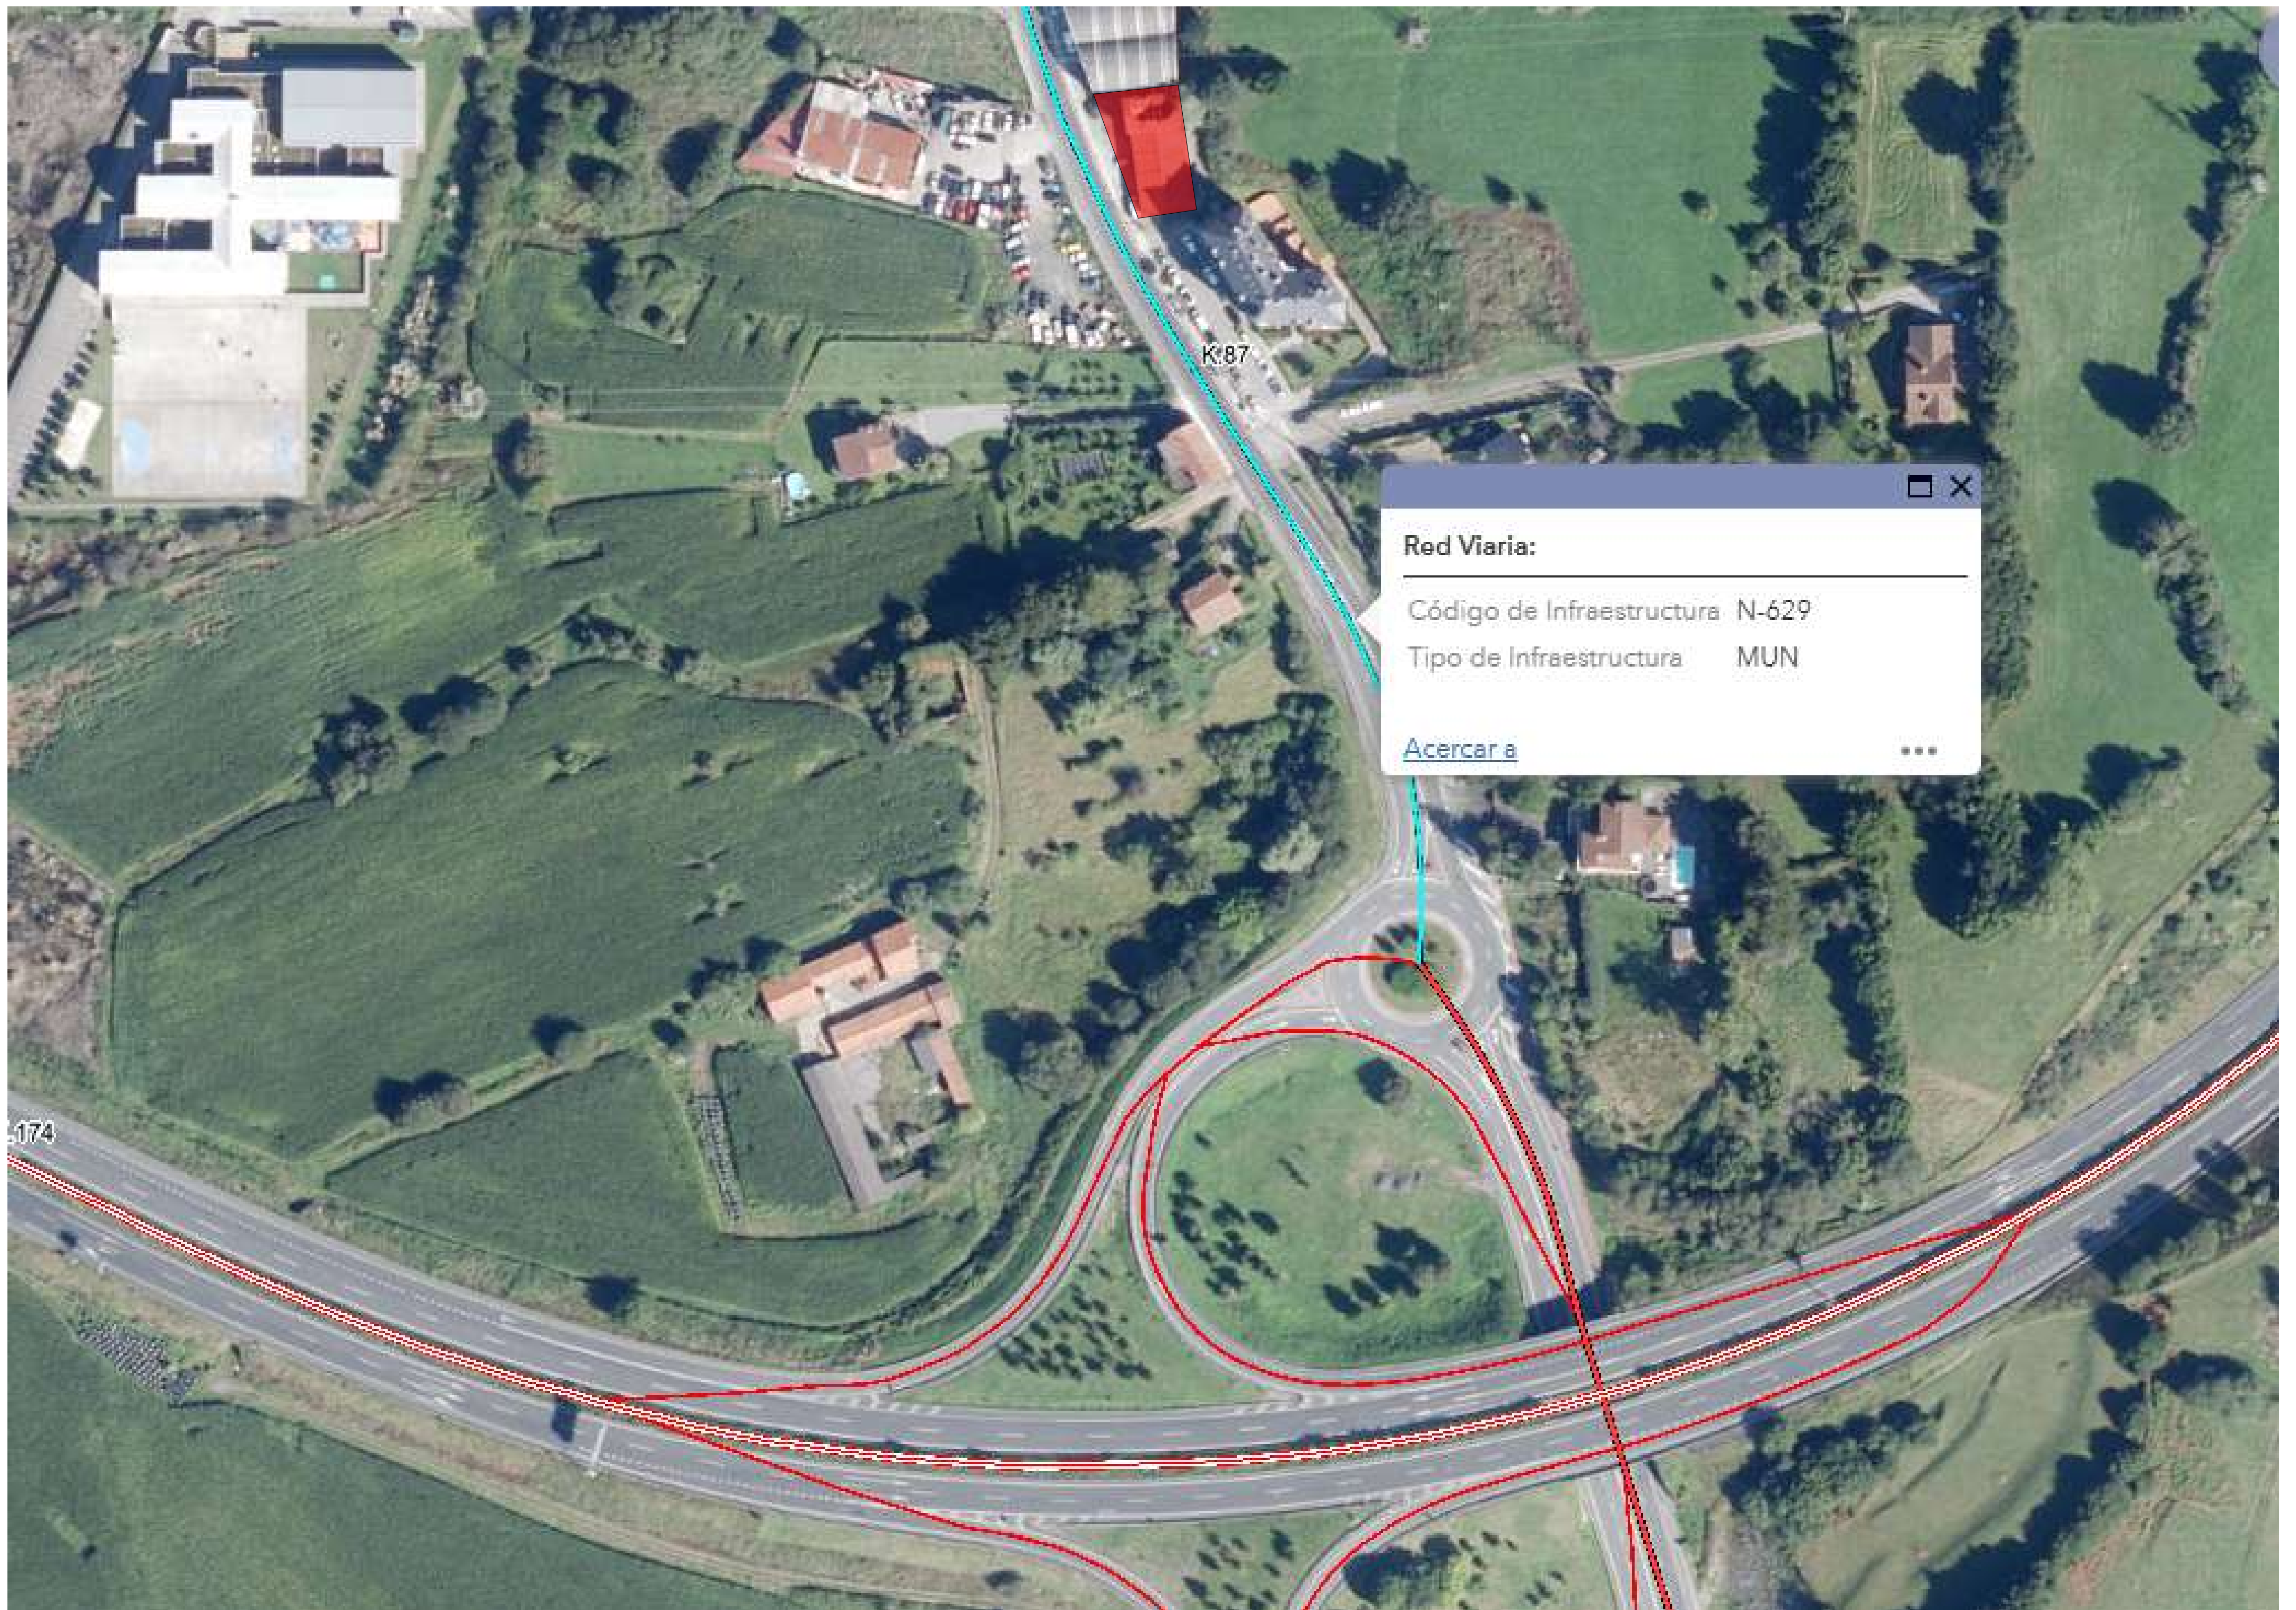 K.87
Red Viaria:
Código de Infraestructura N-629
Tipo de Infraestructura MUN
Acercar a
.174